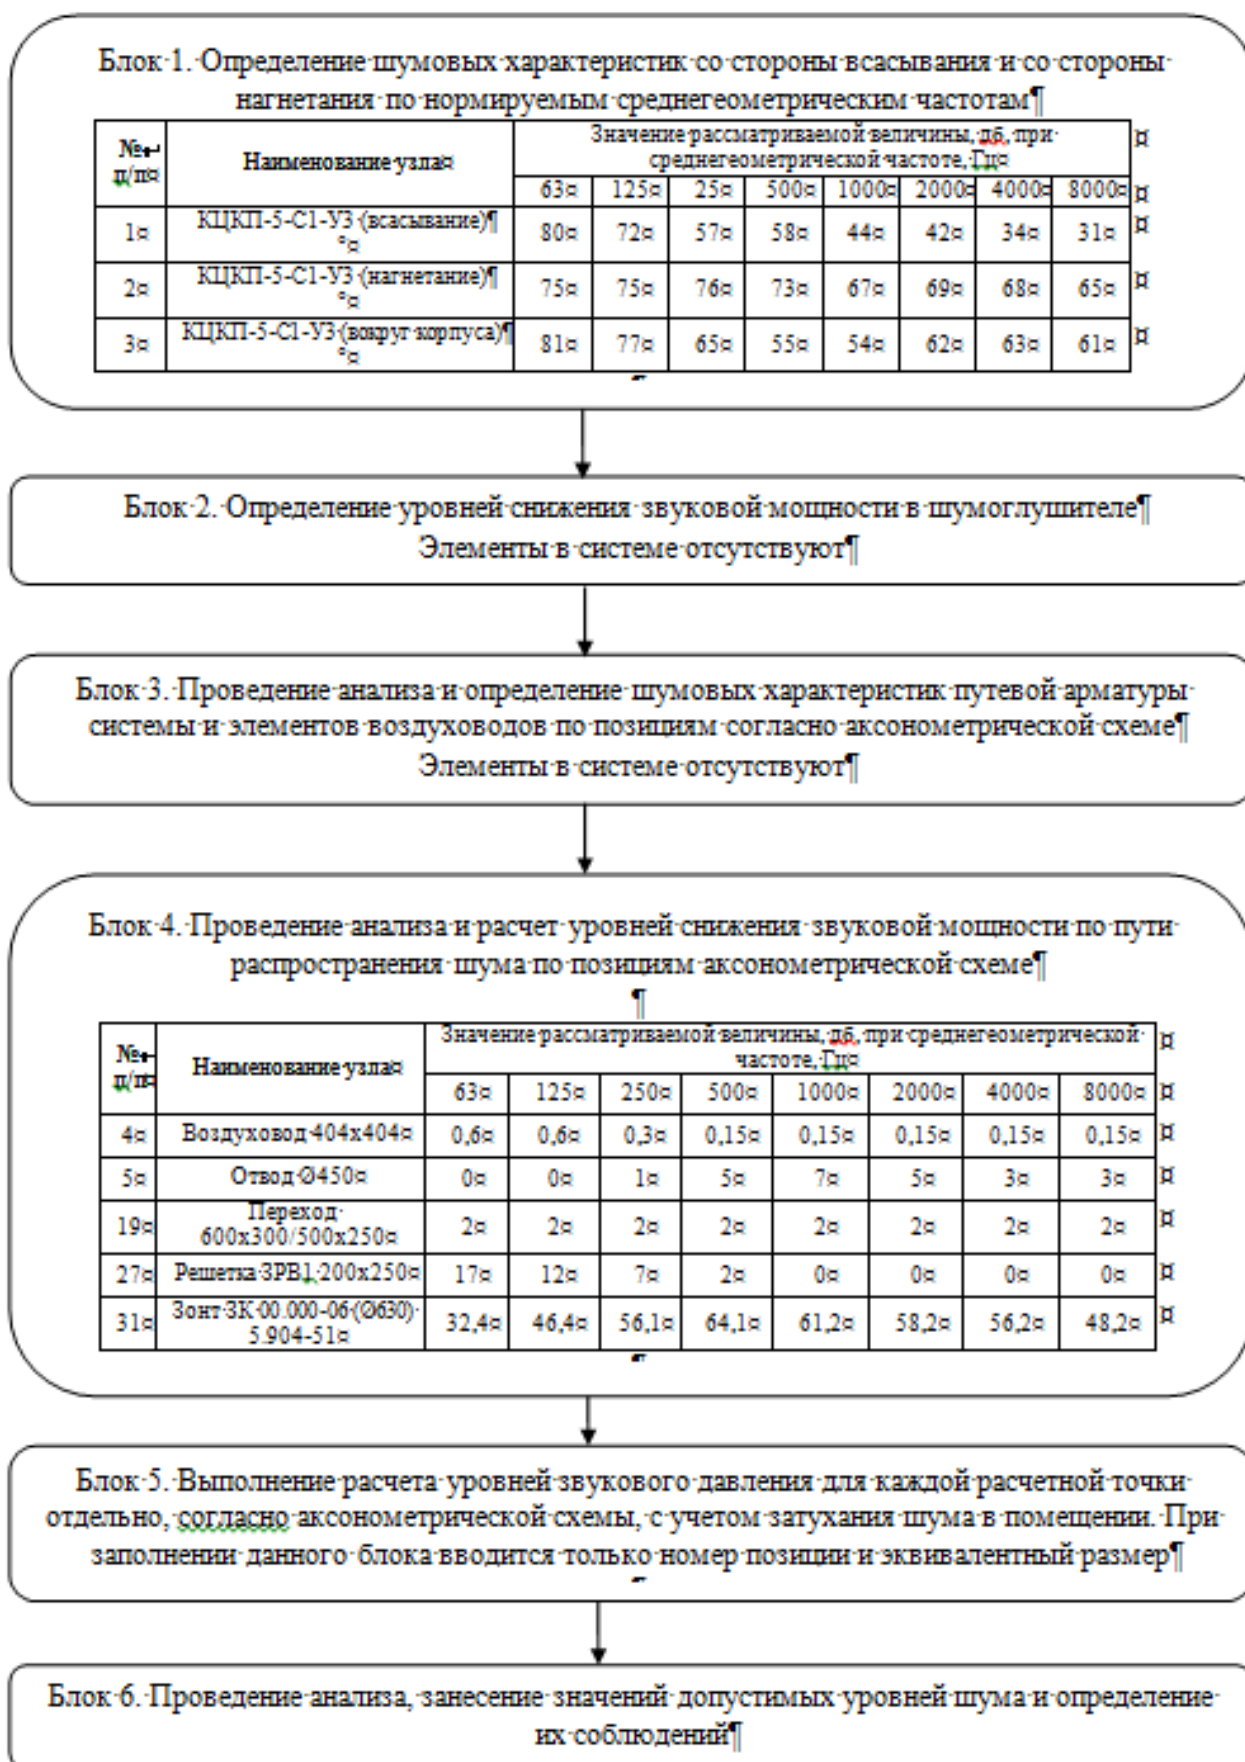 Блок 1. Определение шумовых характеристик со стороны всасывания и со стороны
нагнетания по нормируемым среднегеометрическим частотам¶
№ п/п¤ Наименование узла¤ Значение рассматриваемой величины, дб, при
среднегеометрической частоте, Гц¤ ¤
63¤ 125¤ 25¤ 500¤ 1000¤ 2000¤ 4000¤ 8000¤ ¤
1¤ КЦКП-5-С1-У3 (всасывание)¶ °¤ 80¤ 72¤ 57¤ 58¤ 44¤ 42¤ 34¤ 31¤ ¤
2¤ КЦКП-5-С1-У3 (нагнетание)¶ °¤ 75¤ 75¤ 76¤ 73¤ 67¤ 69¤ 68¤ 65¤ ¤
3¤ КЦКП-5-С1-У3 (вокруг корпуса)¶ °¤ 81¤ 77¤ 65¤ 55¤ 54¤ 62¤ 63¤ 61¤ ¤
Блок 2. Определение уровней снижения звуковой мощности в шумоглушителе¶
Элементы в системе отсутствуют¶
Блок 3. Проведение анализа и определение шумовых характеристик путевой арматуры
системы и элементов воздуховодов по позициям согласно аксонометрической схеме¶
Элементы в системе отсутствуют¶
Блок 4. Проведение анализа и расчет уровней снижения звуковой мощности по пути
распространения шума по позициям аксонометрической схеме¶
¶
№ п/п¤ Наименование узла¤ Значение рассматриваемой величины, дб, при среднегеометрической
частоте, Гц¤ ¤
63¤ 125¤ 250¤ 500¤ 1000¤ 2000¤ 4000¤ 8000¤ ¤
4¤ Воздуховод 404х404¤ 0,6¤ 0,6¤ 0,3¤ 0,15¤ 0,15¤ 0,15¤ 0,15¤ 0,15¤ ¤
5¤ Отвод Ø450¤ 0¤ 0¤ 1¤ 5¤ 7¤ 5¤ 3¤ 3¤ ¤
19¤ Переход 600х300/500х250¤ 2¤ 2¤ 2¤ 2¤ 2¤ 2¤ 2¤ 2¤ ¤
27¤ Решетка ЗРВ1 200х250¤ 17¤ 12¤ 7¤ 2¤ 0¤ 0¤ 0¤ 0¤ ¤
31¤ Зонт ЗК 00.000-06 (Ø630) 5.904-51¤ 32,4¤ 46,4¤ 56,1¤ 64,1¤ 61,2¤ 58,2¤ 56,2¤ 48,2¤ ¤
Блок 5. Выполнение расчета уровней звукового давления для каждой расчетной точки
отдельно, согласно аксонометрической схемы, с учетом затухания шума в помещении. При
заполнении данного блока вводится только номер позиции и эквивалентный размер¶
Блок 6. Проведение анализа, занесение значений допустимых уровней шума и определение
их соблюдений¶